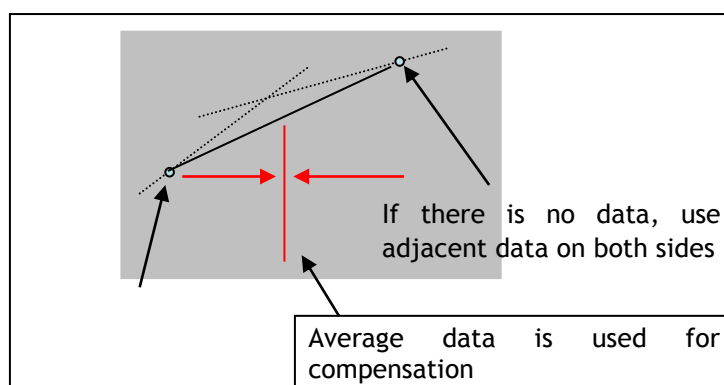 If there is no data, use
adjacent data on both sides
Average data is used for
compensation